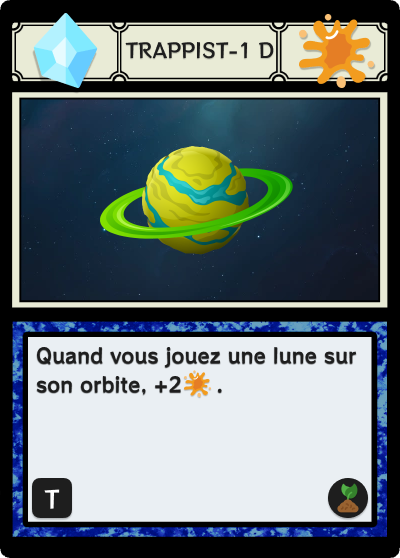 TRAPPIST-1 D
Quand vous jouez une lune sur
son orbite, +2 .
T